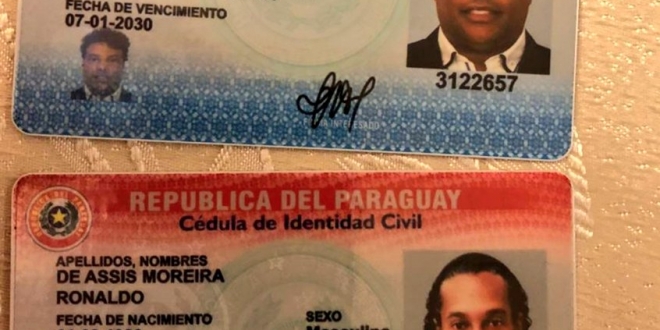 FECHA DE VENCIMIENTO
07-01-2030
3122657
REPUBLICA DEL PARAGUAY
Cédula de Identidad Civil
APELLIDOS, NOMBRES
DE ASSIS MOREIRA
RONALDO
FECHA DE NACIMIENTO
SEXO
Masculino